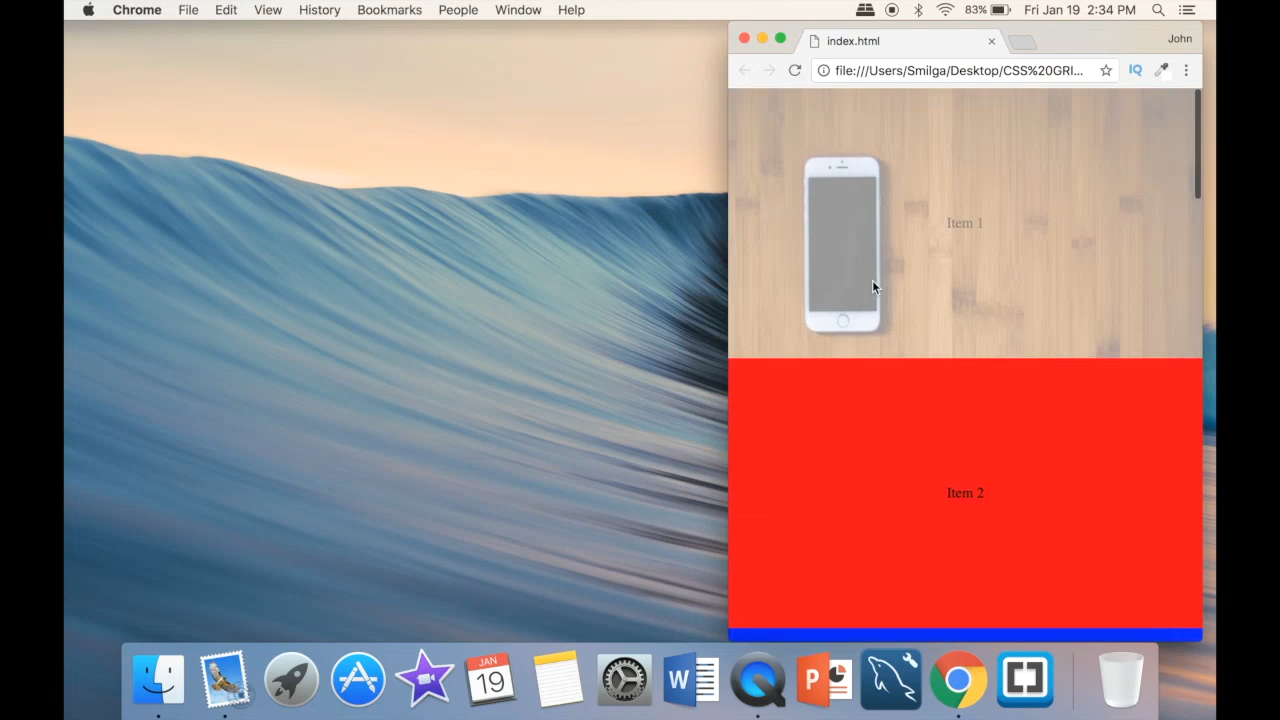 Chrome File Edit View History Bookmarks People Window Help 83% Fri Jan 19 2:34 PM
index.html John
file:///Users/Smilga/Desktop/CSS%20GRI... IQ
Item 1
Item 2
JAN
19
W
P